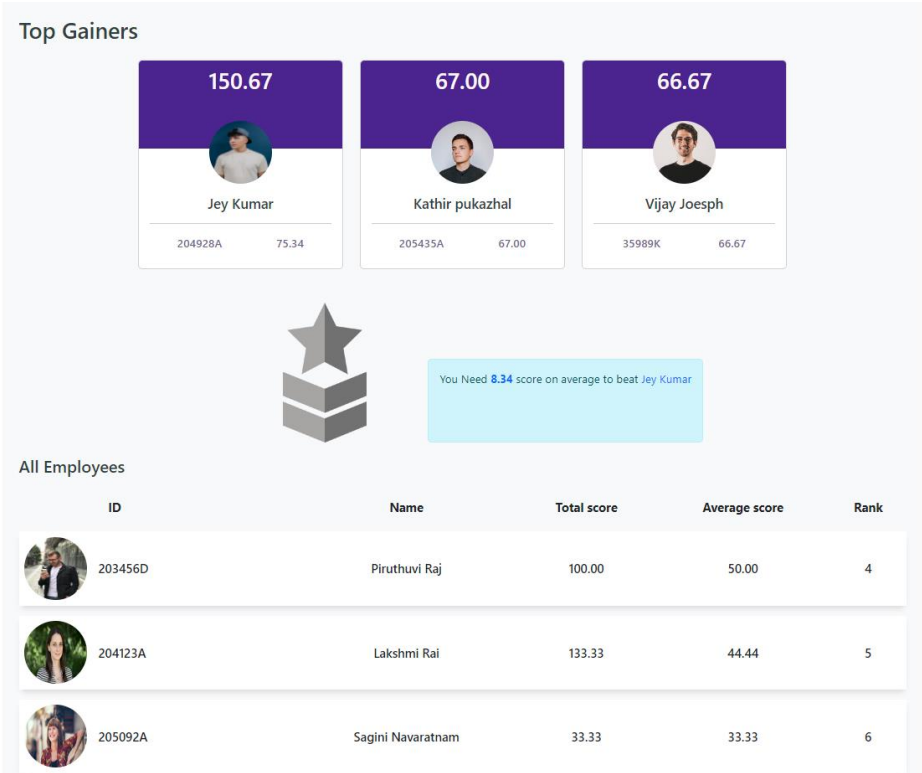 Top Gainers
150.67 67.00 66.67
Jey Kumar Kathir pukazhal Vijay Joesph
204928A 75.34 205435A 67.00 35989K 66.67
You Need 8.34 score on average to beat Jey Kumar
All Employees
ID Name Total score Average score Rank
203456D Piruthuvi Raj 100.00 50.00 4
204123A Lakshmi Rai 133.33 44.44 5
205092A Sagini Navaratnam 33.33 33.33 6